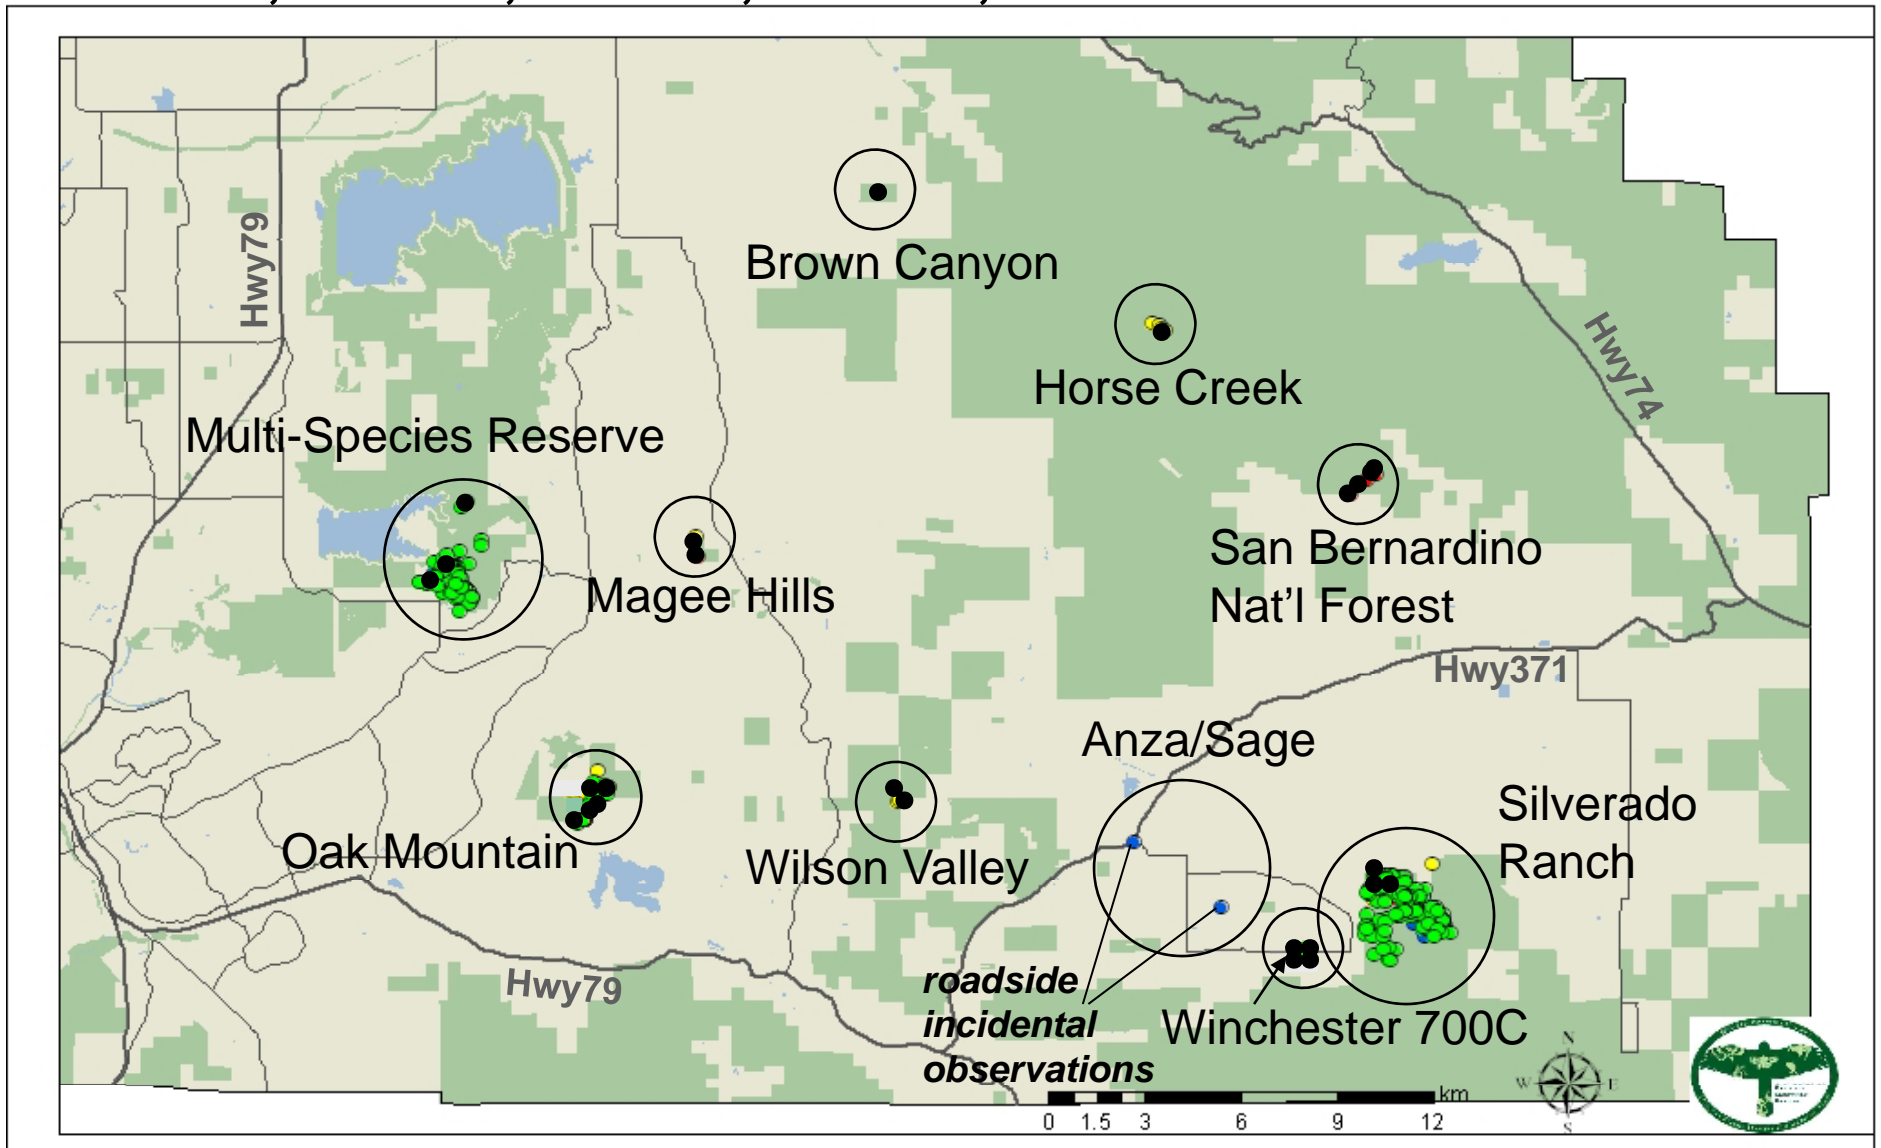 Hwy79
Brown Canyon
Horse Creek
Hwy74
Multi-Species Reserve
San Bernardino
Nat'l Forest
Magee Hills
Hwy371
Anza/Sage
Silverado
Ranch
Oak Mountain
Wilson Valley
Hwy79
roadside
incidental
observations
Winchester 700C
N
W
E
S
km
0 1.5 3 6 9 12